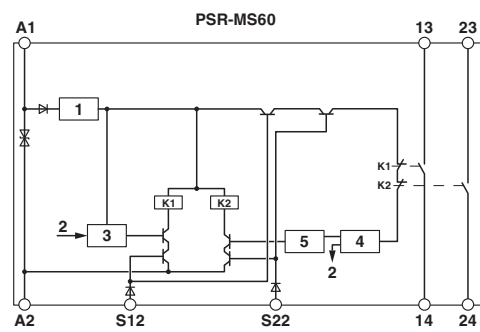 PSR-MS60
A1 13 23
1
K1
K2
K1 K2
2
3 5 4
2
A2 S12 S22 14 24